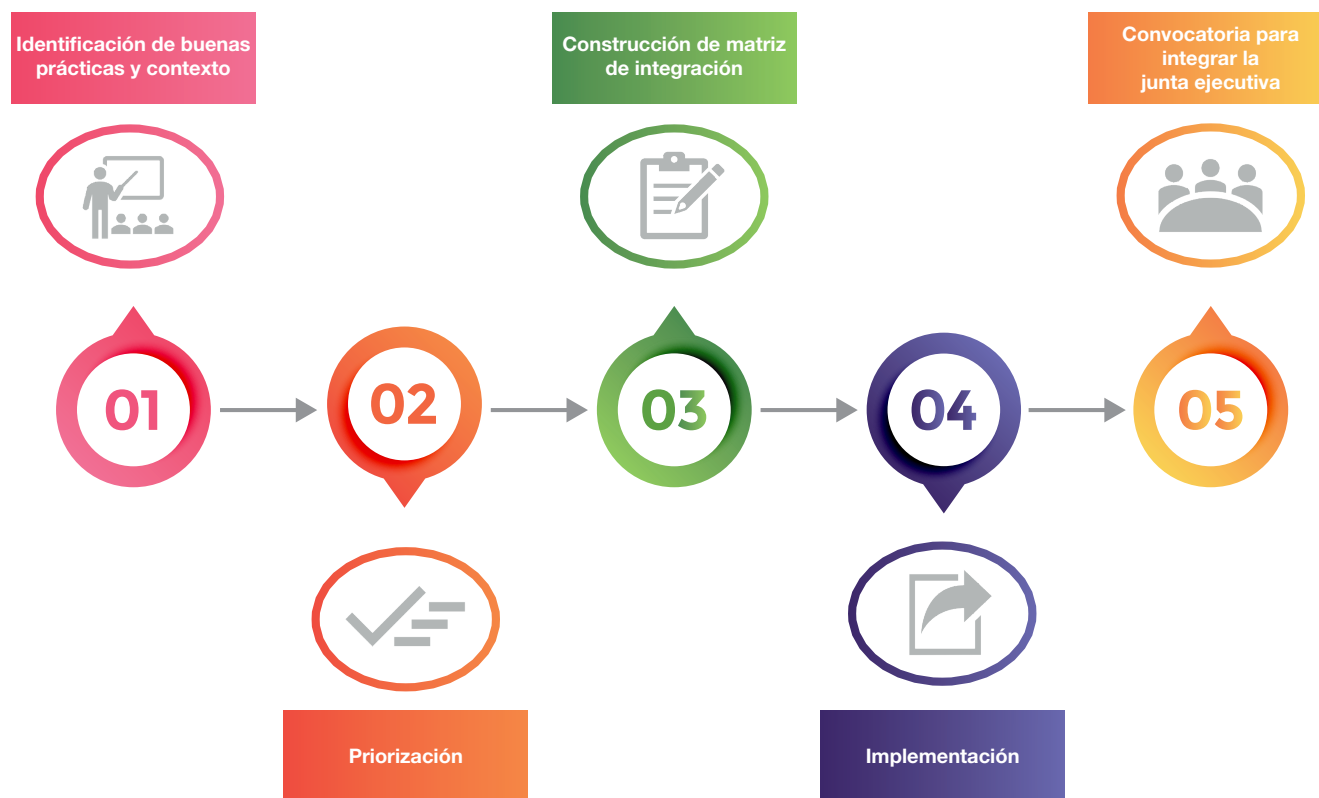 Identificación de buenas
prácticas y contexto
Construcción de matriz
de integración
Convocatoria para
integrar la
junta ejecutiva
01
02
03
04
05
Priorización
Implementación